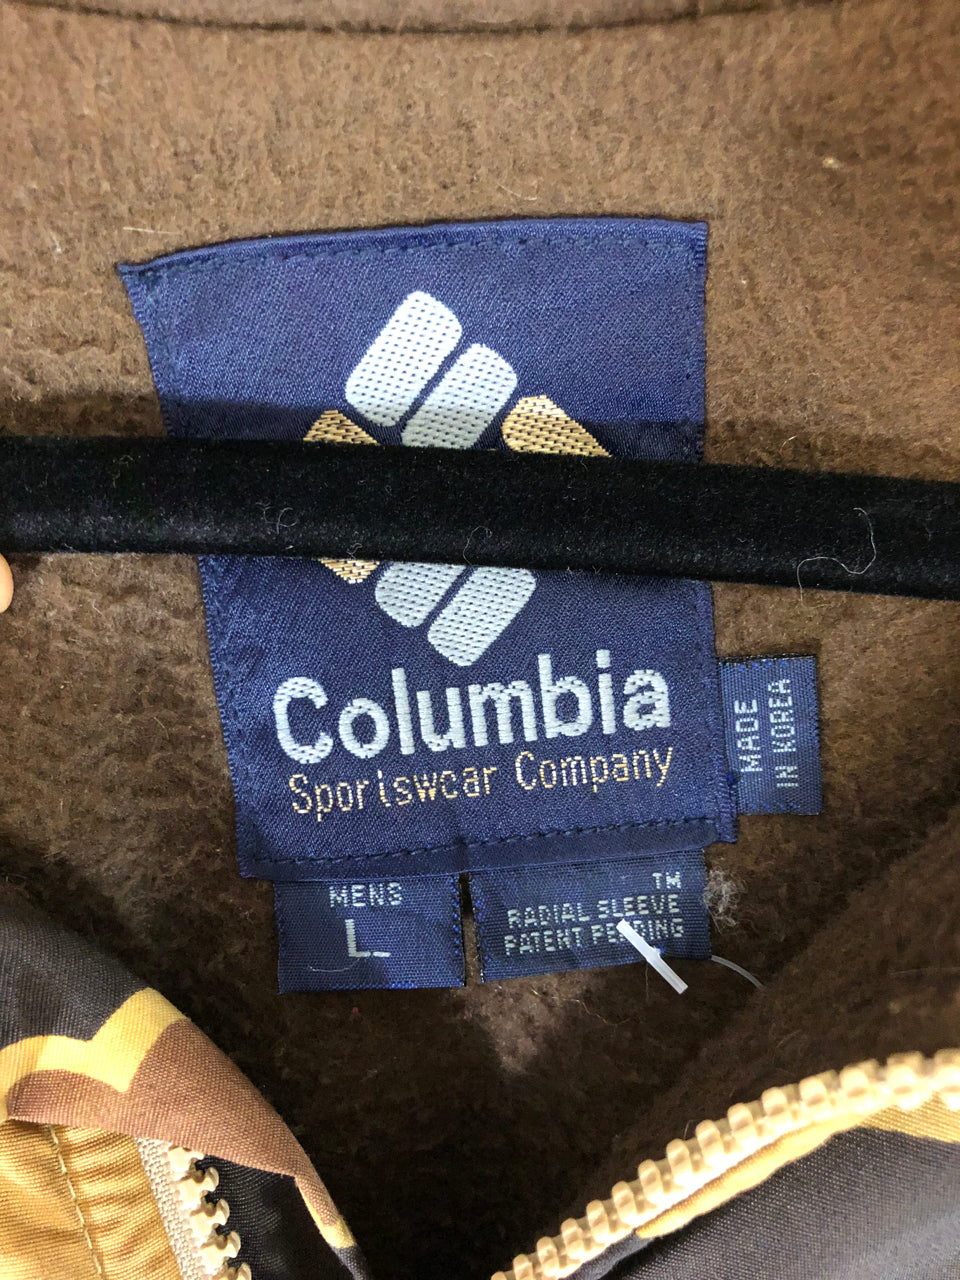 Columbia
Sportswear Company
MADE
IN KOREA
MENS
L
TM
RADIAL SLEEVE
PATENT PENDING